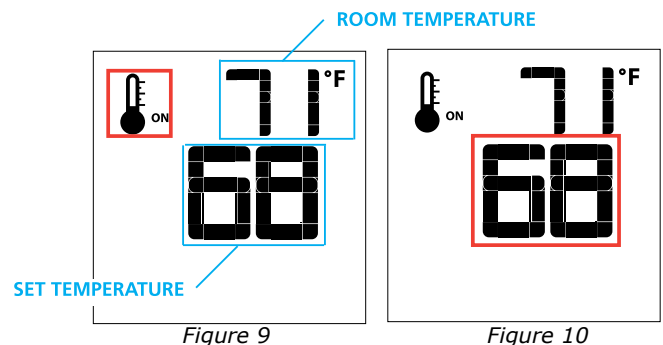 ROOM TEMPERATURE
71°F
ON
68
SET TEMPERATURE
Figure 9
71°F
ON
68
Figure 10